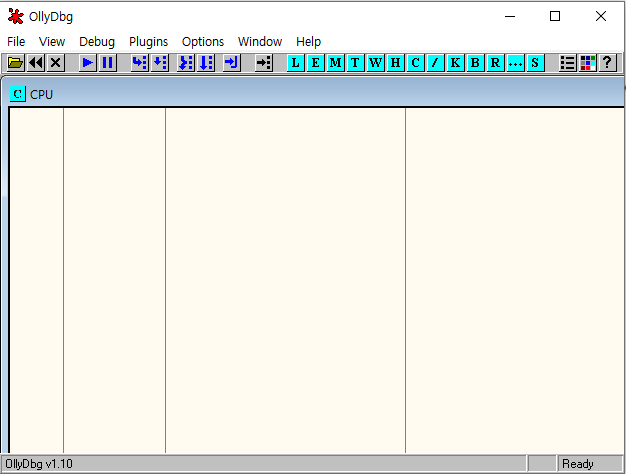 OllyDbg
File View Debug Plugins Options Window Help
L E M T W H C / K B R ... S ?
C CPU
OllyDbg v1.10 Ready